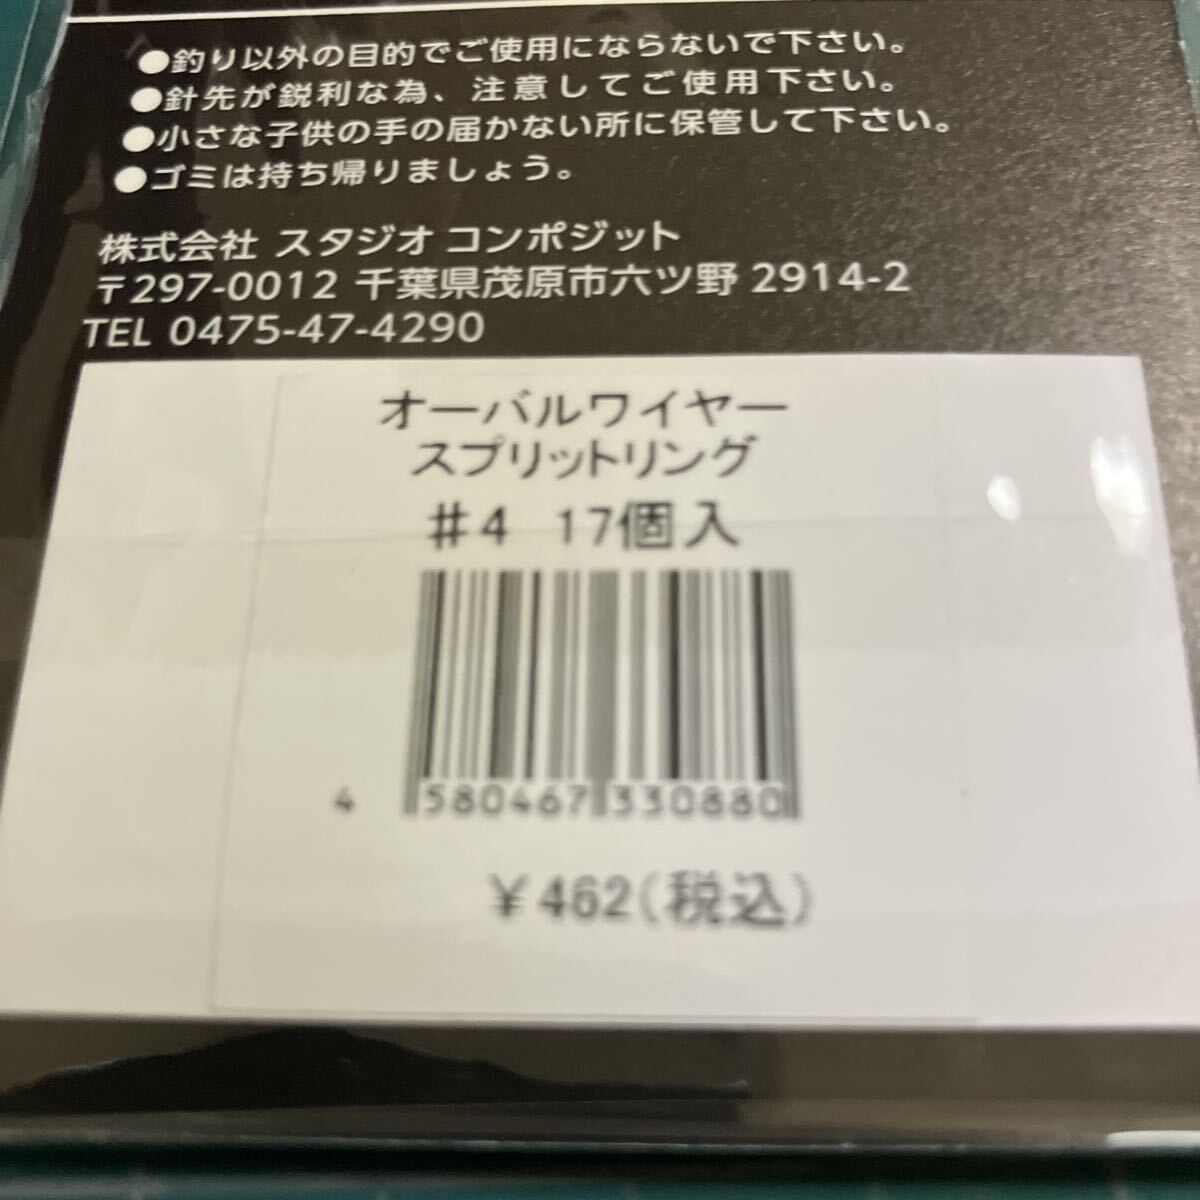 ●釣り以外の目的でご使用にならないで下さい。
●針先が鋭利な為、注意してご使用下さい。
●小さな子供の手の届かない所に保管して下さい。
●ゴミは持ち帰りましょう。
株式会社 スタジオ コンポジット
〒297-0012 千葉県茂原市六ツ野 2914-2
TEL 0475-47-4290
オーバルワイヤー
スプリットリング
#4 17個入
4 580467 330880
¥462(税込)